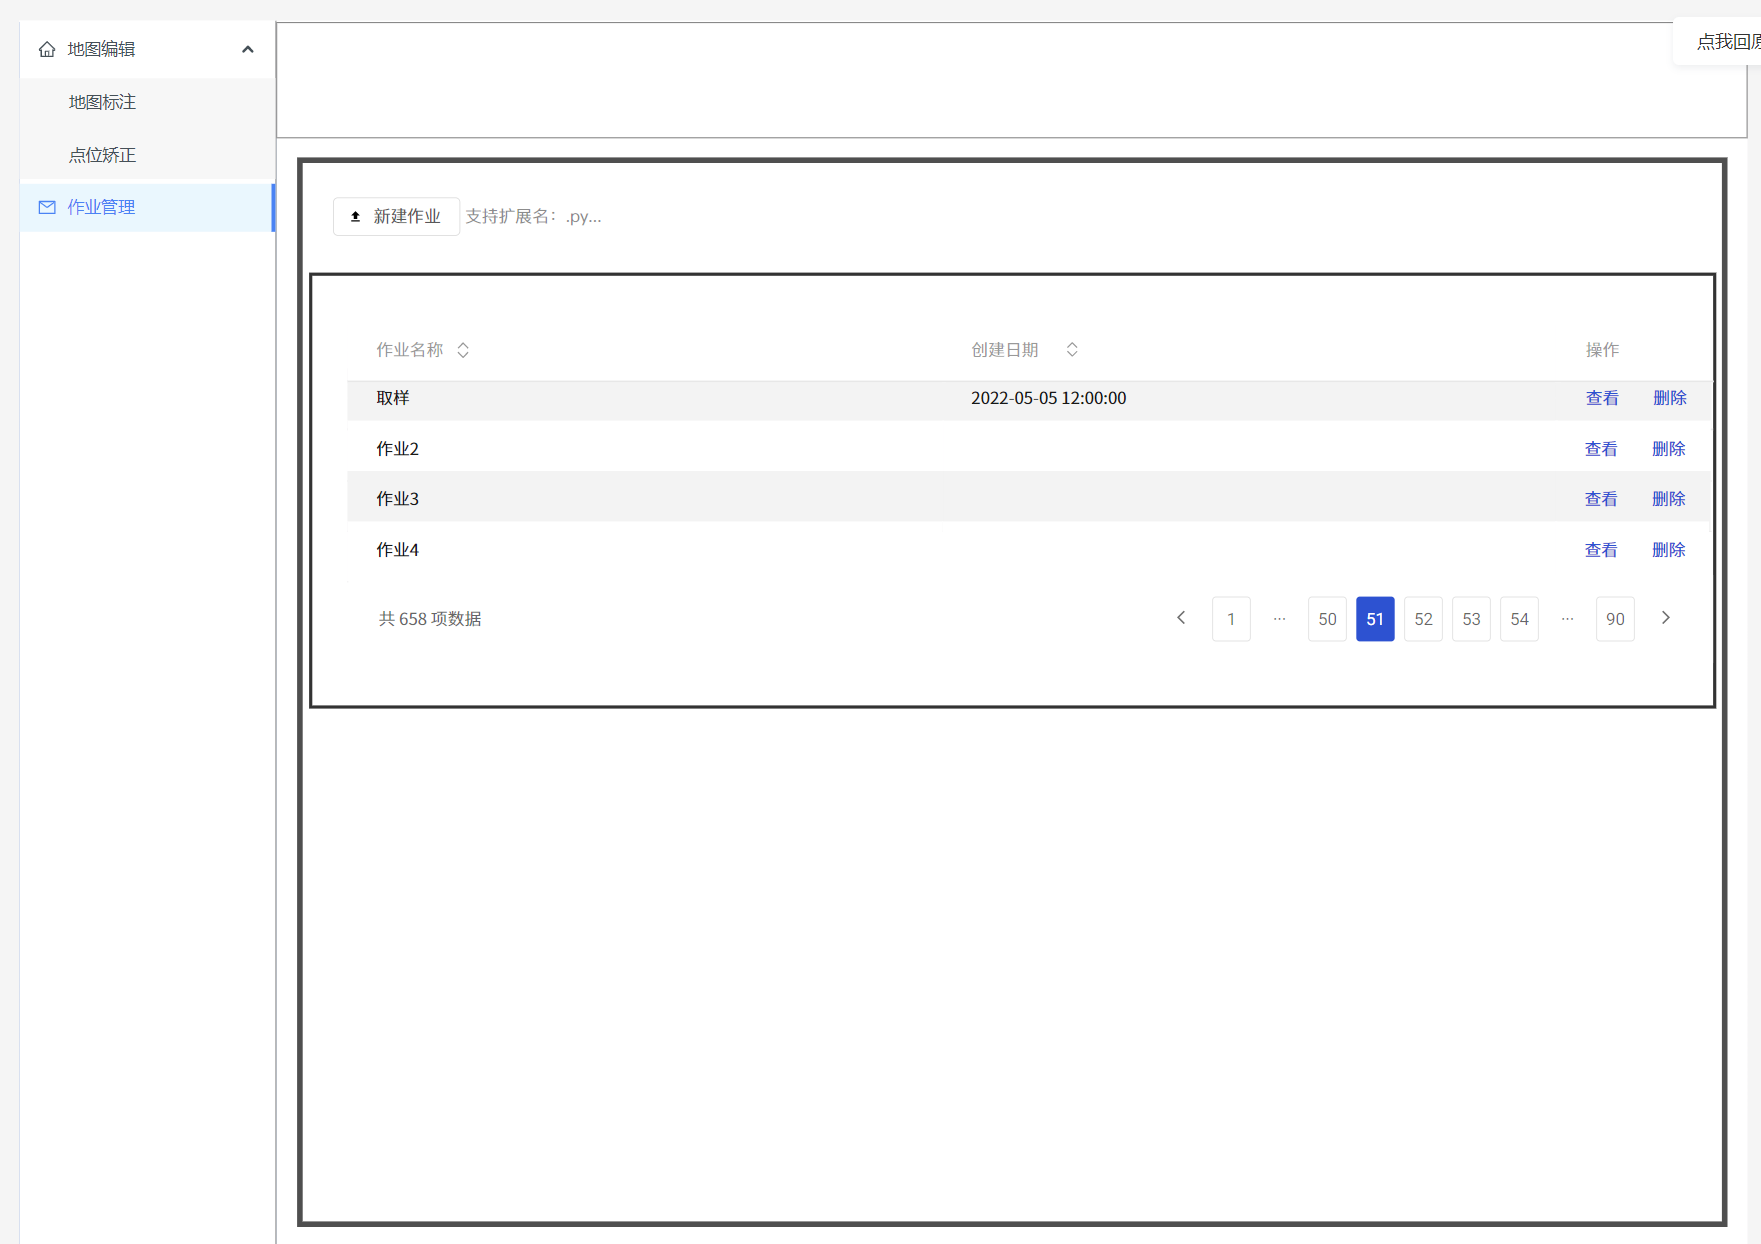 地图编辑
点我回原
地图标注
点位矫正
作业管理
新建作业 支持扩展名：.py...
作业名称 创建日期 操作
取样 2022-05-05 12:00:00 查看 删除
作业2 查看 删除
作业3 查看 删除
作业4 查看 删除
共 658 项数据 1 ... 50 51 52 53 54 ... 90